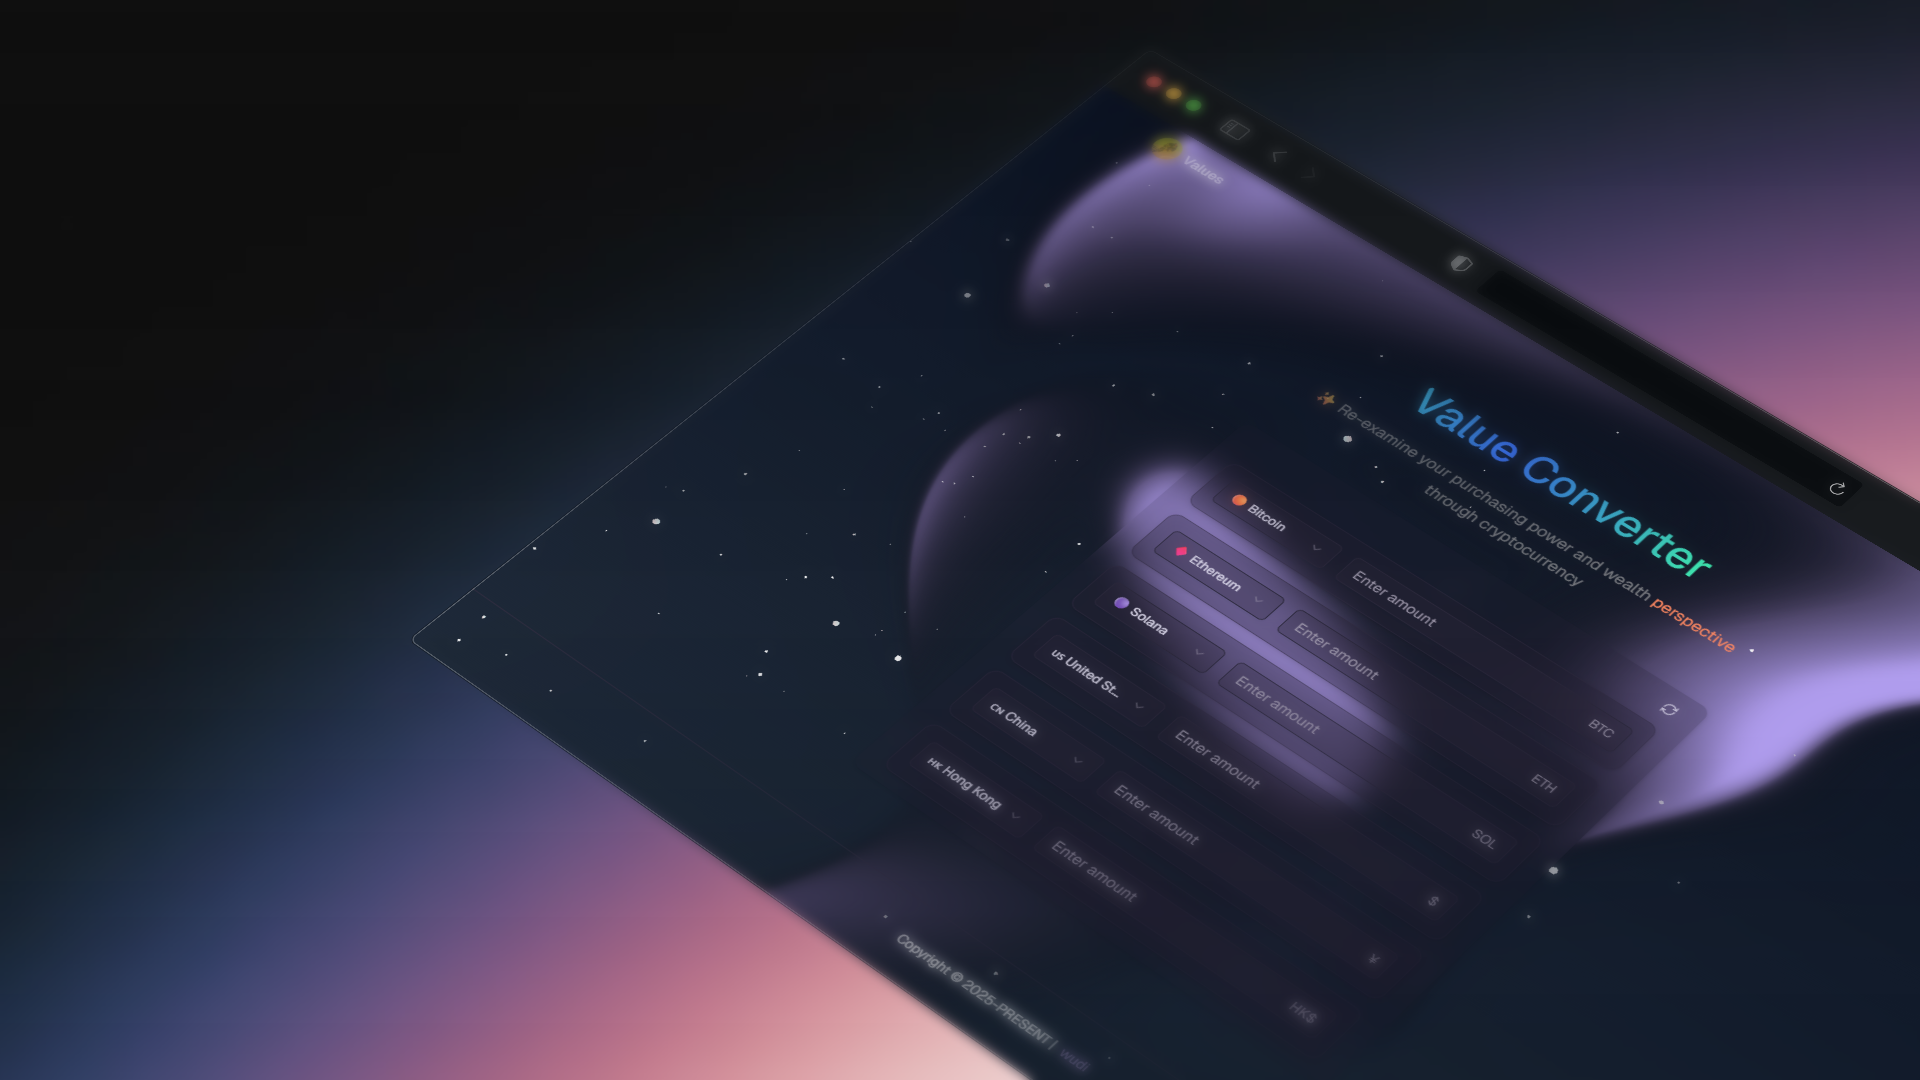 Values
Value Converter
Re-examine your purchasing power and wealth perspective
through cryptocurrency
Bitcoin Enter amount BTC
Ethereum Enter amount ETH
Solana Enter amount SOL
US United St... Enter amount $
CN China Enter amount ¥
HK Hong Kong Enter amount HK$
Copyright © 2025-PRESENT | wudi